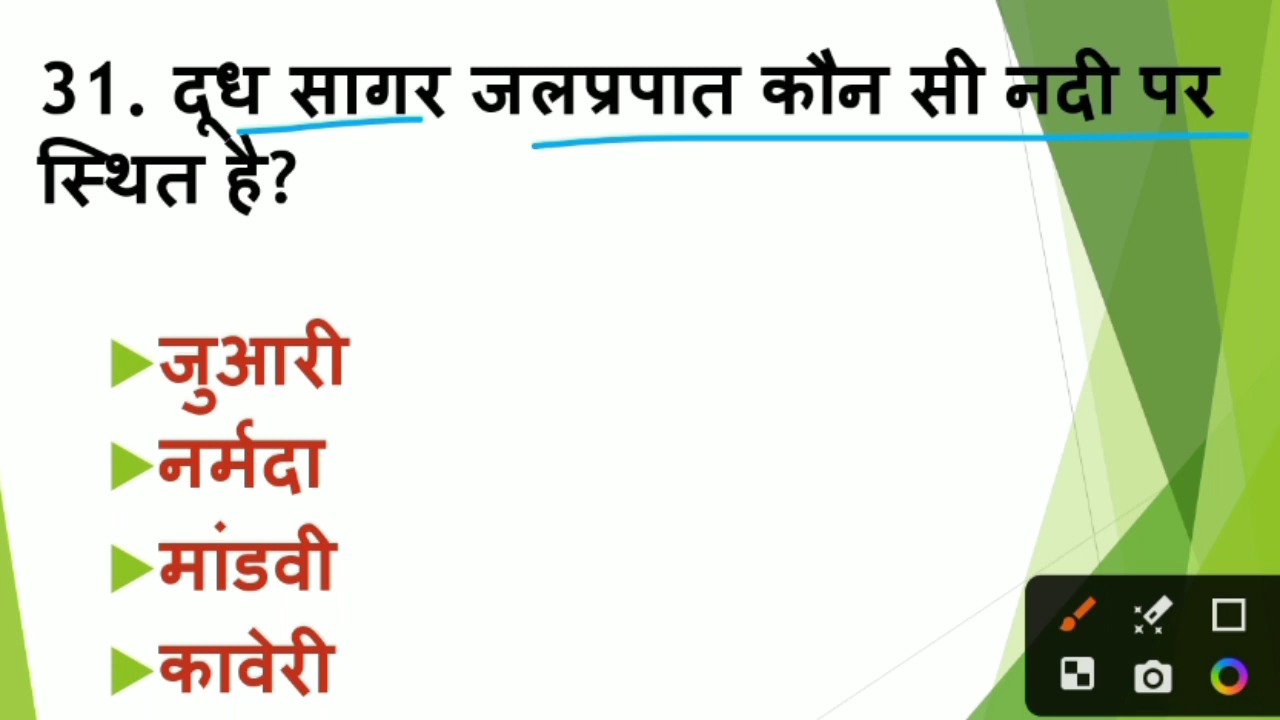 31. दूध सागर जलप्रपात कौन सी नदी पर
स्थित है?
जुआरी
नर्मदा
मांडवी
कावेरी